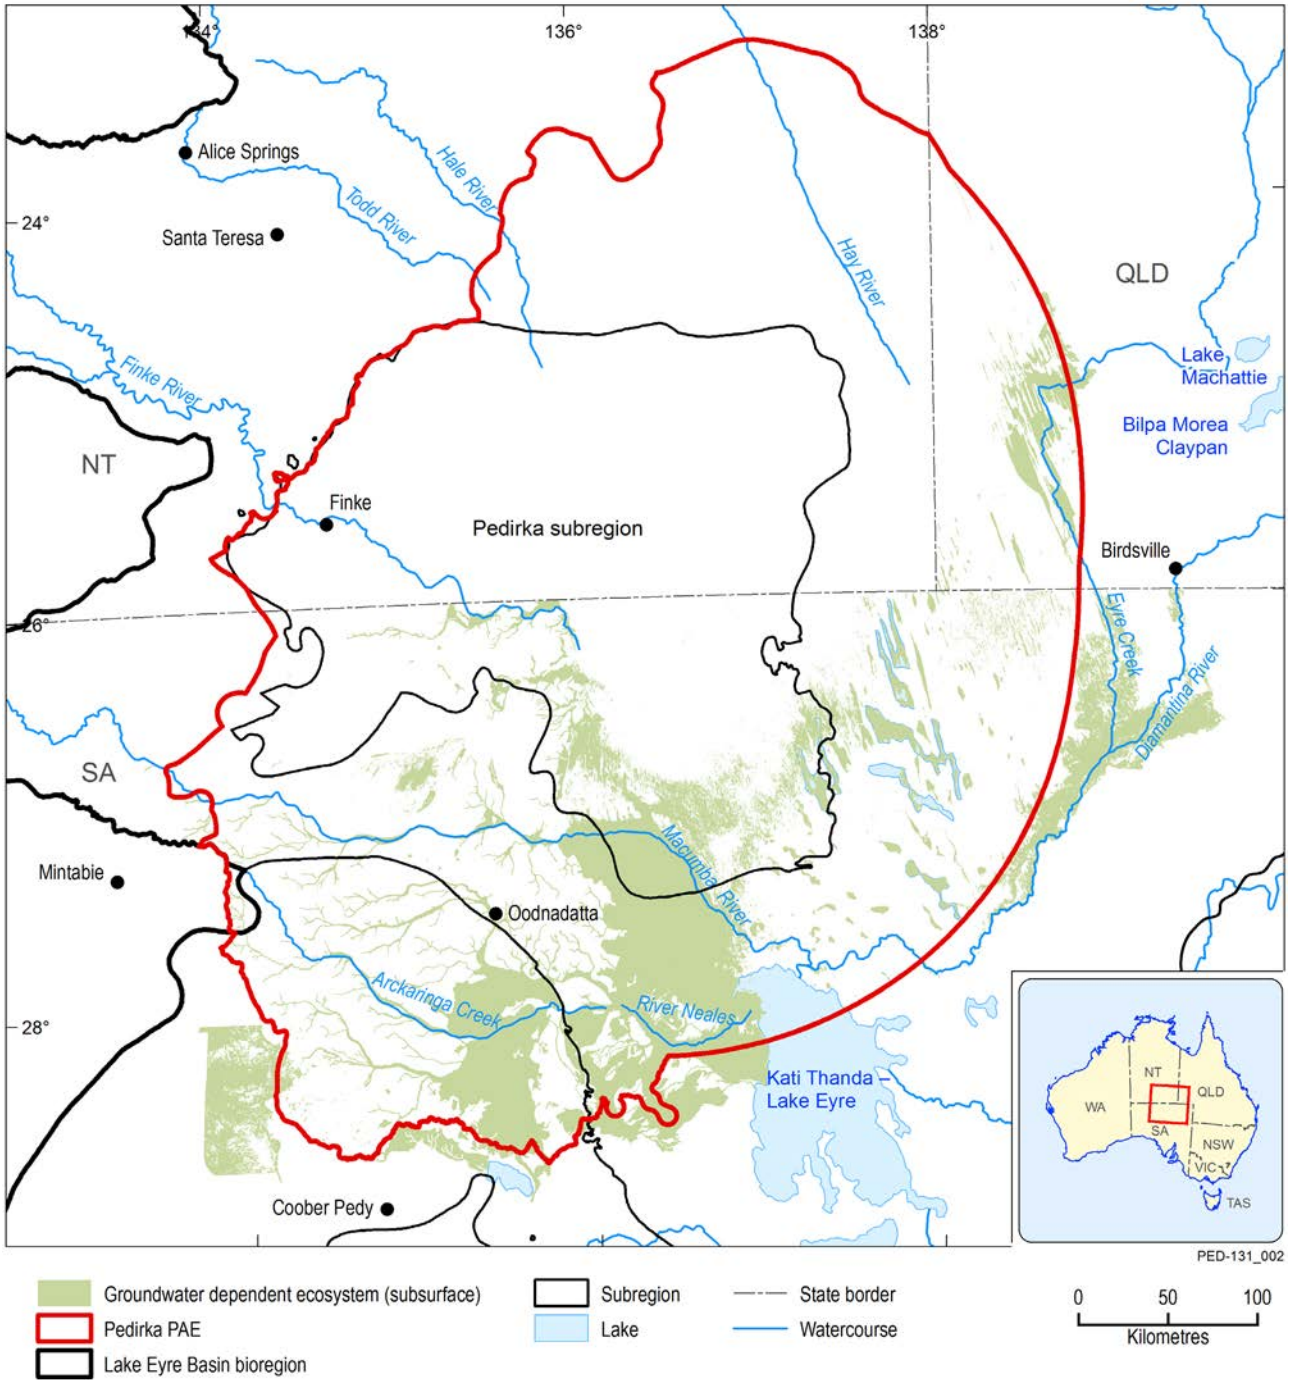 134°
136°
138°
Alice Springs
Hale River
Todd River
24°
Santa Teresa
Hay River
QLD
Lake
Machattie
Finke River
Bilpa Morea
Claypan
NT
Finke
Pedirka subregion
Birdsville
26°
Eyre Creek
Diamantina River
SA
Macumba River
Mintabie
Oodnadatta
Arckaringa Creek
River Neales
28°
Kati Thanda –
Lake Eyre
Coober Pedy
NT
QLD
WA
SA
NSW
VIC
TAS
PED-131_002
Groundwater dependent ecosystem (subsurface)
Subregion
State border
0 50 100
Kilometres
Pedirka PAE
Lake
Watercourse
Lake Eyre Basin bioregion